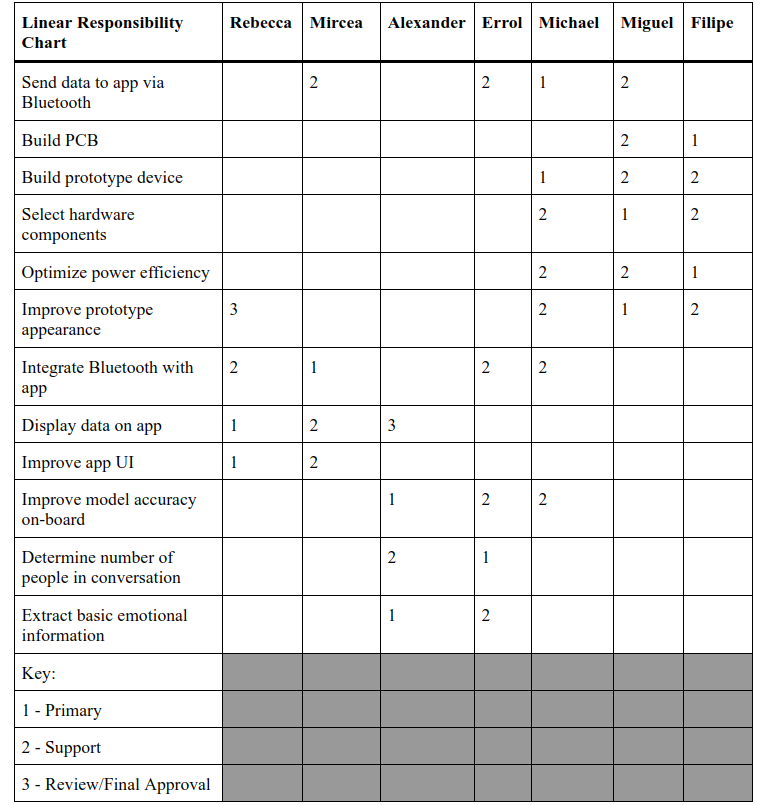 Linear Responsibility Chart Rebecca Mircea Alexander Errol Michael Miguel Filipe
Send data to app via Bluetooth 2 2 1 2
Build PCB 2 1
Build prototype device 1 2 2
Select hardware components 2 1 2
Optimize power efficiency 2 2 1
Improve prototype appearance 3 2 1 2
Integrate Bluetooth with app 2 1 2 2
Display data on app 1 2 3
Improve app UI 1 2
Improve model accuracy on-board 1 2 2
Determine number of people in conversation 2 1
Extract basic emotional information 1 2
Key:
1 - Primary
2 - Support
3 - Review/Final Approval